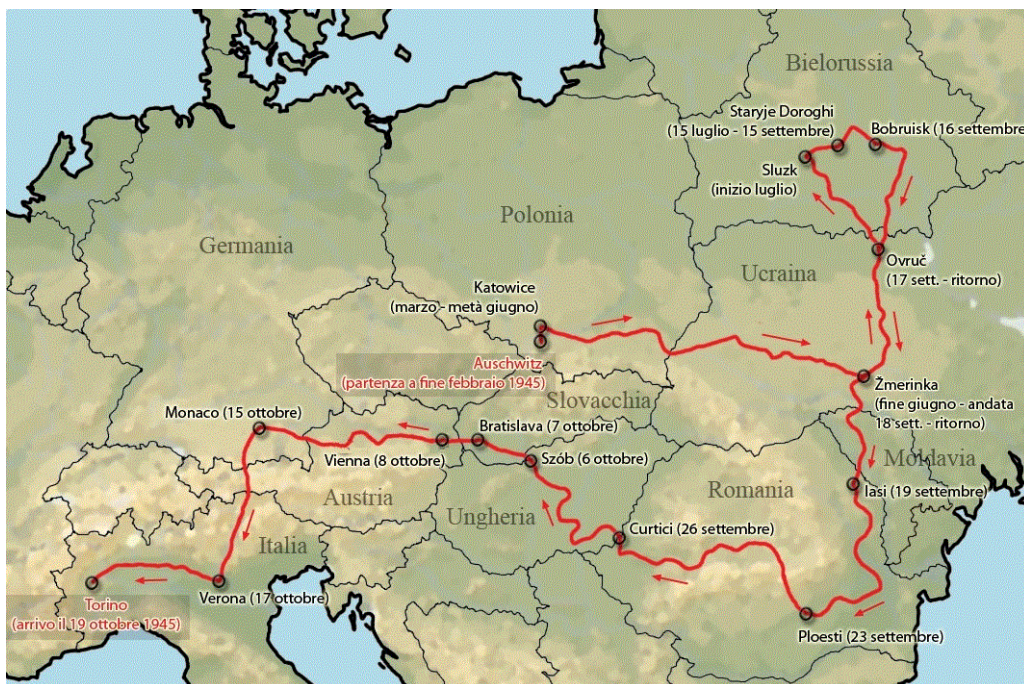 Bielorussia
Staryje Doroghi
(15 luglio - 15 settembre)
Bobruisk (16 settembre
Sluzk
(inizio luglio)
Polonia
Germania
Ucraina
Ovruč
(17 sett. - ritorno)
Katowice
(marzo - metà giugno)
Auschwitz
(partenza a fine febbraio 1945)
Žmerinka
(fine giugno - andata
18 sett. - ritorno)
Slovacchia
Monaco (15 ottobre)
Bratislava (7 ottobre)
Vienna (8 ottobre)
Szób (6 ottobre)
Moldavia
Iasi (19 settembre)
Romania
Austria
Ungheria
Curtici (26 settembre)
Italia
Verona (17 ottobre)
Torino
(arrivo il 19 ottobre 1945)
Ploesti (23 settembre)